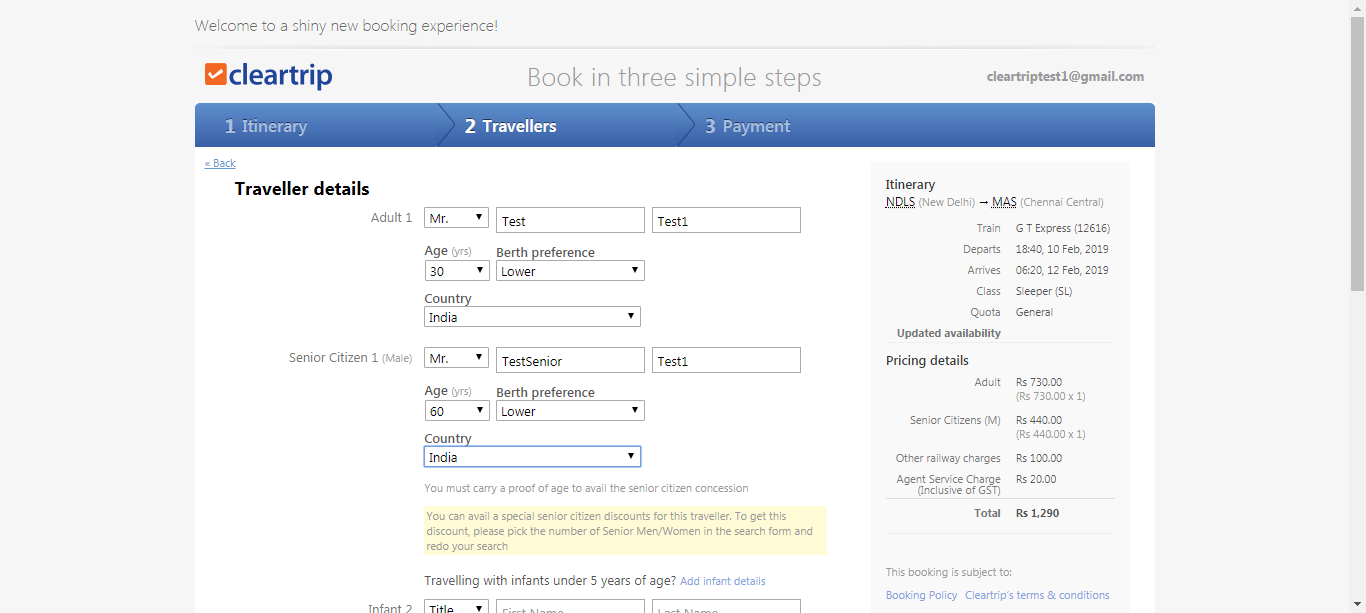 Welcome to a shiny new booking experience!
cleartrip
Book in three simple steps
cleartriptest1@gmail.com
1 Itinerary
2 Travellers
3 Payment
« Back
Traveller details
Adult 1
Mr.
Test
Test1
Age (yrs)
Berth preference
30
Lower
Country
India
Senior Citizen 1 (Male)
Mr.
TestSenior
Test1
Age (yrs)
Berth preference
60
Lower
Country
India
You must carry a proof of age to avail the senior citizen concession
You can avail a special senior citizen discounts for this traveller. To get this
discount, please pick the number of Senior Men/Women in the search form and
redo your search
Travelling with infants under 5 years of age? Add infant details
Infant 2
Title
First Name
Last Name
Itinerary
NDLS (New Delhi) → MAS (Chennai Central)
Train G T Express (12616)
Departs 18:40, 10 Feb, 2019
Arrives 06:20, 12 Feb, 2019
Class Sleeper (SL)
Quota General
Updated availability
Pricing details
Adult Rs 730.00
(Rs 730.00 x 1)
Senior Citizens (M) Rs 440.00
(Rs 440.00 x 1)
Other railway charges Rs 100.00
Agent Service Charge Rs 20.00
(Inclusive of GST)
Total Rs 1,290
This booking is subject to:
Booking Policy Cleartrip's terms & conditions